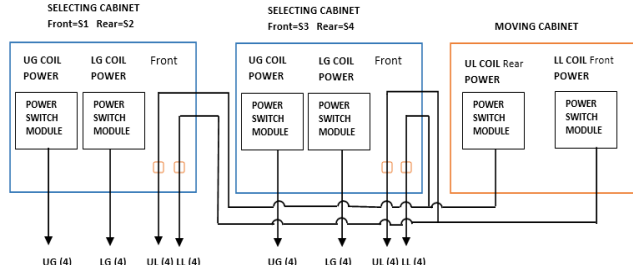 SELECTING CABINET
Front=S1 Rear=S2
UG COIL
POWER
LG COIL
POWER
Front
POWER
SWITCH
MODULE
POWER
SWITCH
MODULE
UG (4)
LG (4)
UL (4) LL (4)
SELECTING CABINET
Front=S3 Rear=S4
UG COIL
POWER
LG COIL
POWER
Front
POWER
SWITCH
MODULE
POWER
SWITCH
MODULE
UG (4)
LG (4)
UL (4) LL (4)
MOVING CABINET
UL COIL Rear
POWER
LL COIL Front
POWER
POWER
SWITCH
MODULE
POWER
SWITCH
MODULE